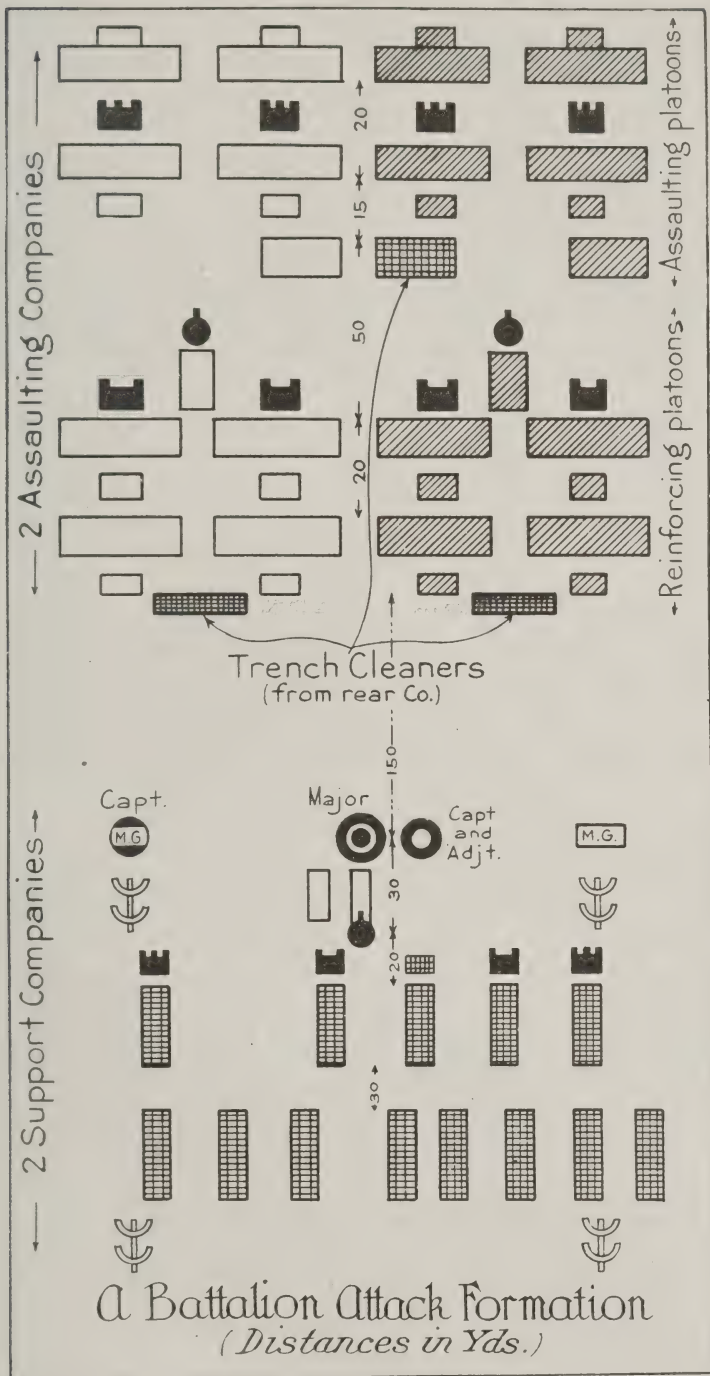 2 Assaulting Companies
Assaulting platoons
Reinforcing platoons
20
15
50
20
Trench Cleaners
(from rear Co.)
150
2 Support Companies
Capt.
M.G
Major
Capt
and
Adjt.
M.G.
30
20
30
A Battalion Attack Formation
(Distances in Yds.)